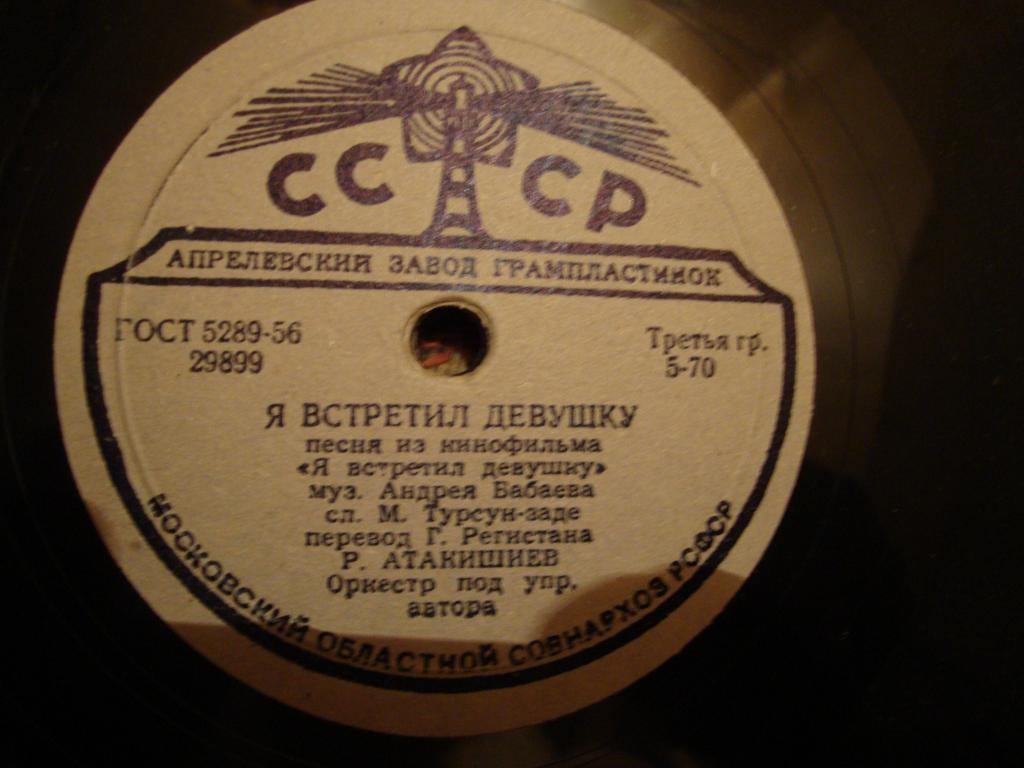 СССР
АПРЕЛЕВСКИЙ ЗАВОД ГРАМПЛАСТИНОК
ГОСТ 5289-56
29899
Третья гр.
5-70
Я ВСТРЕТИЛ ДЕВУШКУ
песня из кинофильма
«Я встретил девушку»
муз. Андрея Бабаева
сл. М. Турсун-заде
перевод Г. Регистана
Р. АТАКИШИЕВ
Оркестр под упр.
автора
МОСКОВСКИЙ ОБЛАСТНОЙ СОВНАРХОЗ РСФСР